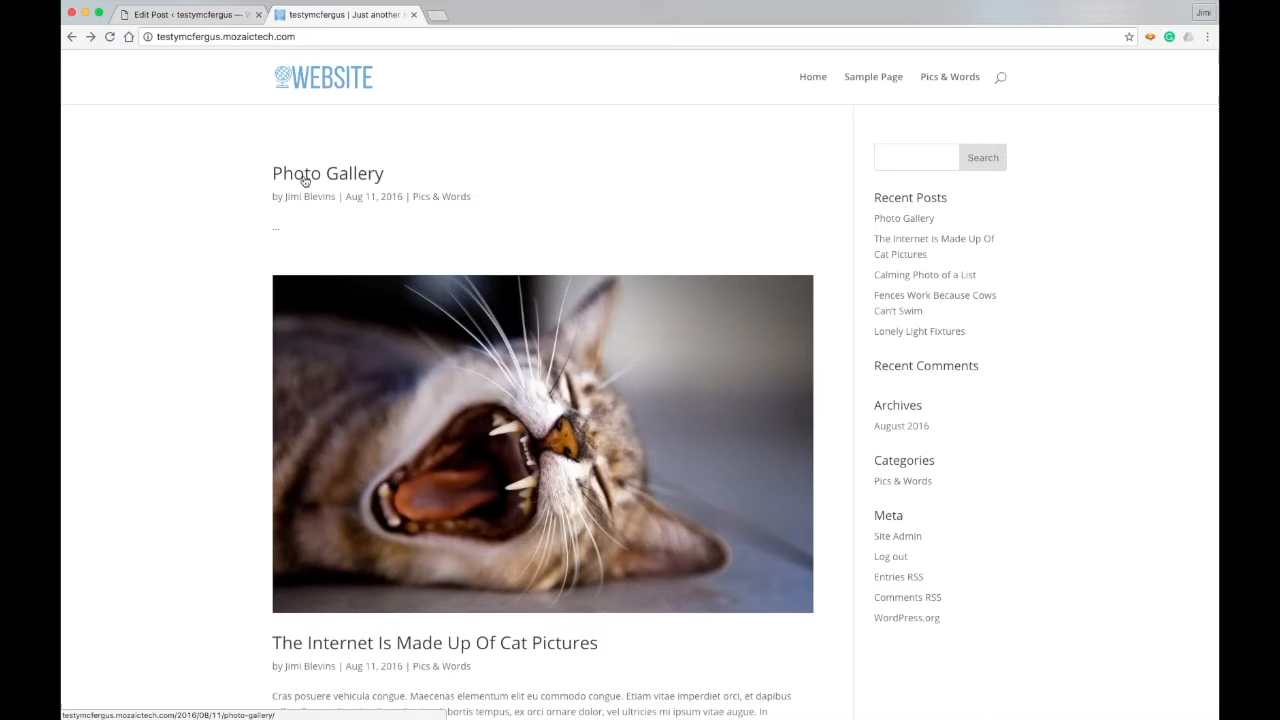 Edit Post ‹ testymcfergus — W
testymcfergus | Just another
Jimi
testymcfergus.mozaictech.com
WEBSITE
Home Sample Page Pics & Words
Photo Gallery
by Jimi Blevins | Aug 11, 2016 | Pics & Words
...
The Internet Is Made Up Of Cat Pictures
by Jimi Blevins | Aug 11, 2016 | Pics & Words
Cras posuere vehicula congue. Maecenas elementum elit eu commodo congue. Etiam vitae imperdiet orci, et dapibus
bortis tempus, ex orci ornare dolor, vel ultricies mi ipsum vitae augue. In
Search
Recent Posts
Photo Gallery
The Internet Is Made Up Of
Cat Pictures
Calming Photo of a List
Fences Work Because Cows
Can't Swim
Lonely Light Fixtures
Recent Comments
Archives
August 2016
Categories
Pics & Words
Meta
Site Admin
Log out
Entries RSS
Comments RSS
WordPress.org
testymcfergus.mozaictech.com/2016/08/11/photo-gallery/